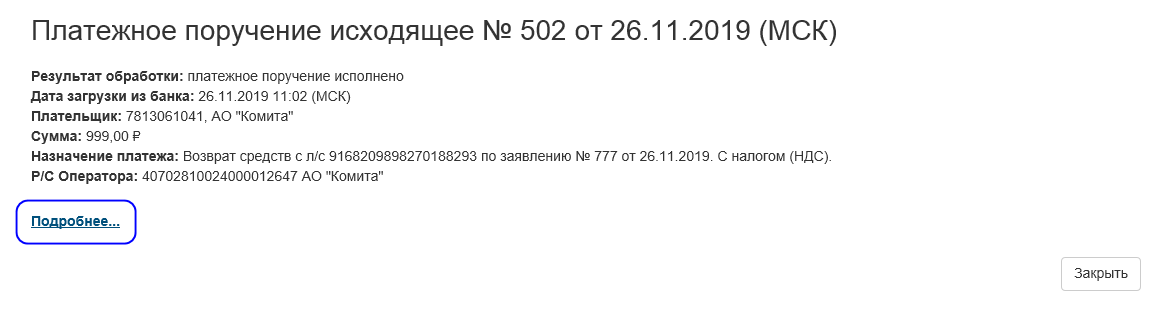 Платежное поручение исходящее № 502 от 26.11.2019 (МСК)
Результат обработки: платежное поручение исполнено
Дата загрузки из банка: 26.11.2019 11:02 (МСК)
Плательщик: 7813061041, АО "Комита"
Сумма: 999,00 ₽
Назначение платежа: Возврат средств с л/с 9168209898270188293 по заявлению № 777 от 26.11.2019. С налогом (НДС).
Р/С Оператора: 40702810024000012647 АО "Комита"
Подробнее...
Закрыть